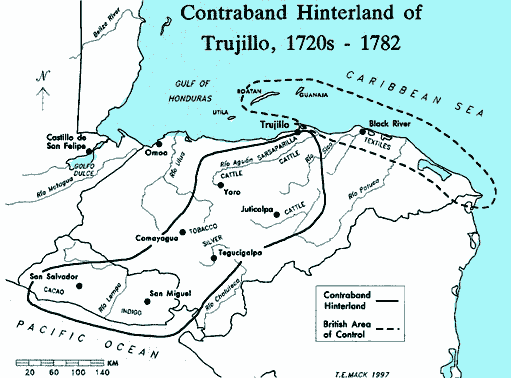 Contraband Hinterland of
Trujillo, 1720s - 1782
Belize River
N
GULF OF
HONDURAS
ROATAN
GUANAJA
UTILA
CARIBBEAN SEA
Castillo de
San Felipe
GOLFO
DULCE
Omoa
Trujillo
Black River
TEXTILES
Río Motagua
Río Ulua
Río Aguán
SARSAPARILLA
CATTLE
CATTLE
Río Sico
Río Patuca
Yoro
Juticalpa
CATTLE
Comayagua
TOBACCO
SILVER
Tegucigalpa
San Salvador
CACAO
Río Lempa
San Miguel
INDIGO
Río Choluteca
PACIFIC OCEAN
Contraband
Hinterland
British Area
of Control
20 60 100 140 KM
T.E.MACK 1997